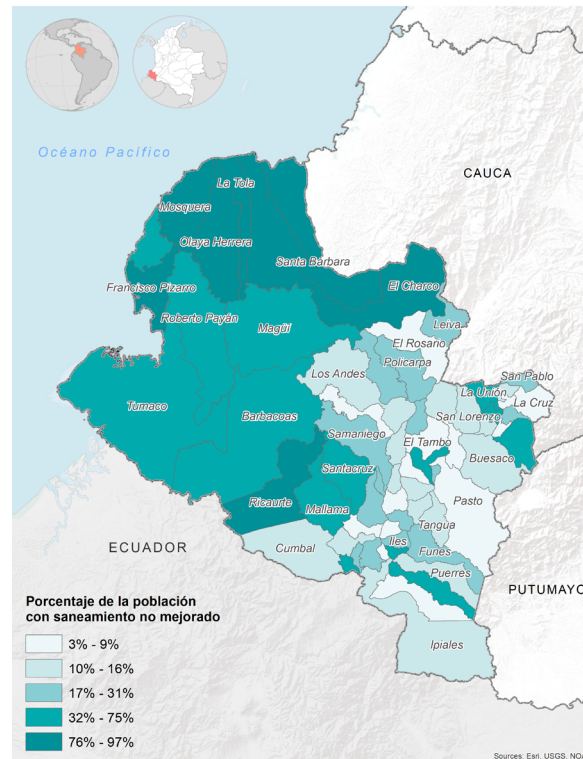 Océano Pacífico
CAUCA
La Tola
Mosquera
Olaya Herrera
Santa Bárbara
El Charco
Francisco Pizarro
Leiva
Roberto Payán
Magüí
El Rosario
Policarpa
Los Andes
San Pablo
La Unión
La Cruz
Tumaco
Barbacoas
San Lorenzo
Samaniego
El Tambo
Buesaco
Santacruz
Ricaurte
Mallama
Pasto
Tangua
ECUADOR
Cumbal
Iles
Funes
Puerres
PUTUMAYO
Ipiales
Porcentaje de la población
con saneamiento no mejorado
3% - 9%
10% - 16%
17% - 31%
32% - 75%
76% - 97%
Sources: Esri, USGS, NOA